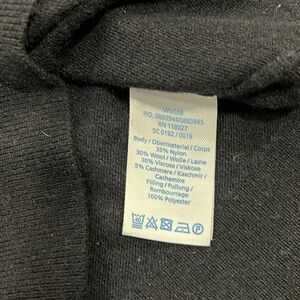 WV038
P.O. 0883944/0883945
RN 118027
SC 0192 / 0019
Body / Obermaterial / Corps
35% Nylon
30% Wool / Wolle / Laine
30% Viscose / Viskose
5% Cashmere / Kaschmir /
Cachemire
Filling / Füllung /
Rembourrage
100% Polyester